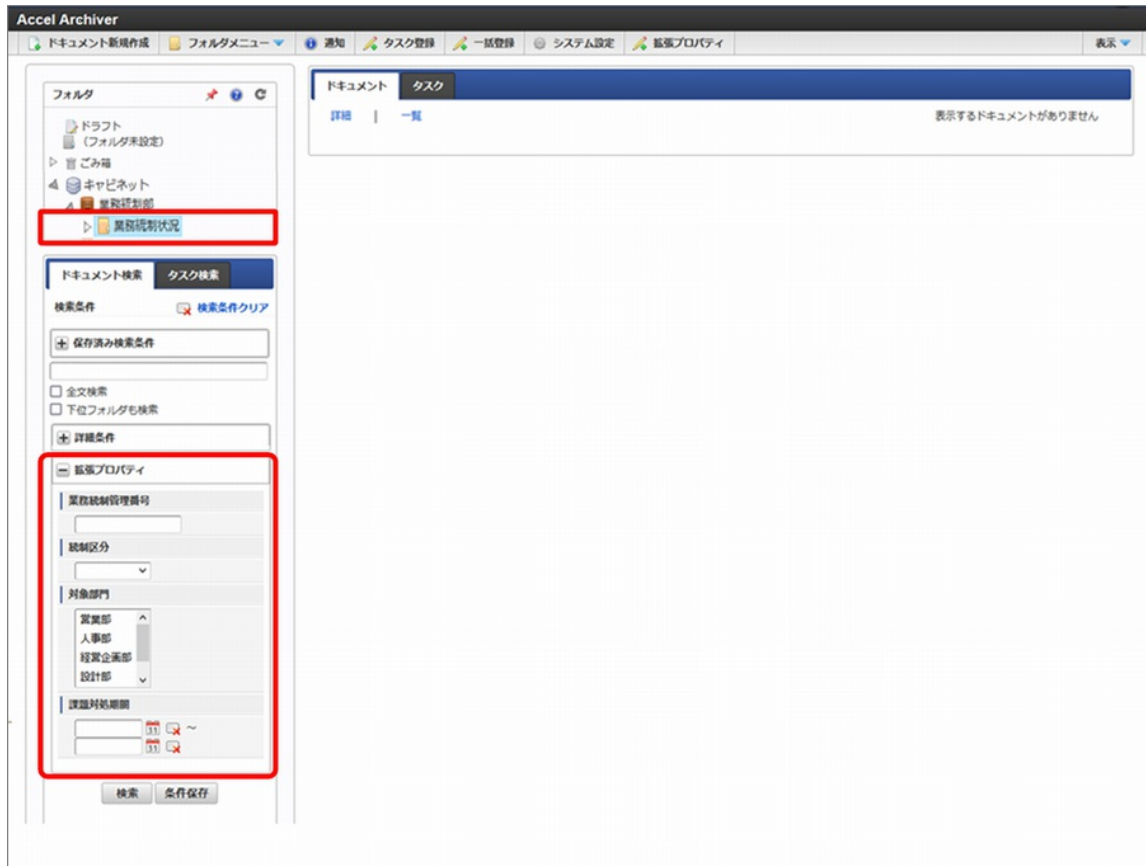 Accel Archiver
ドキュメント新規作成 フォルダメニュー 通知 タスク登録 一括登録 システム設定 拡張プロパティ 表示
フォルダ
ドラフト
(フォルダ未設定)
ごみ箱
キャビネット
業務統制部
業務統制状況
ドキュメント検索 タスク検索
検索条件 検索条件クリア
保存済み検索条件
全文検索
下位フォルダも検索
詳細条件
拡張プロパティ
業務統制管理番号
統制区分
対象部門
営業部
人事部
経営企画部
設計部
課題対処期間
31 ~
31
検索 条件保存
ドキュメント タスク
詳細 | 一覧 表示するドキュメントがありません